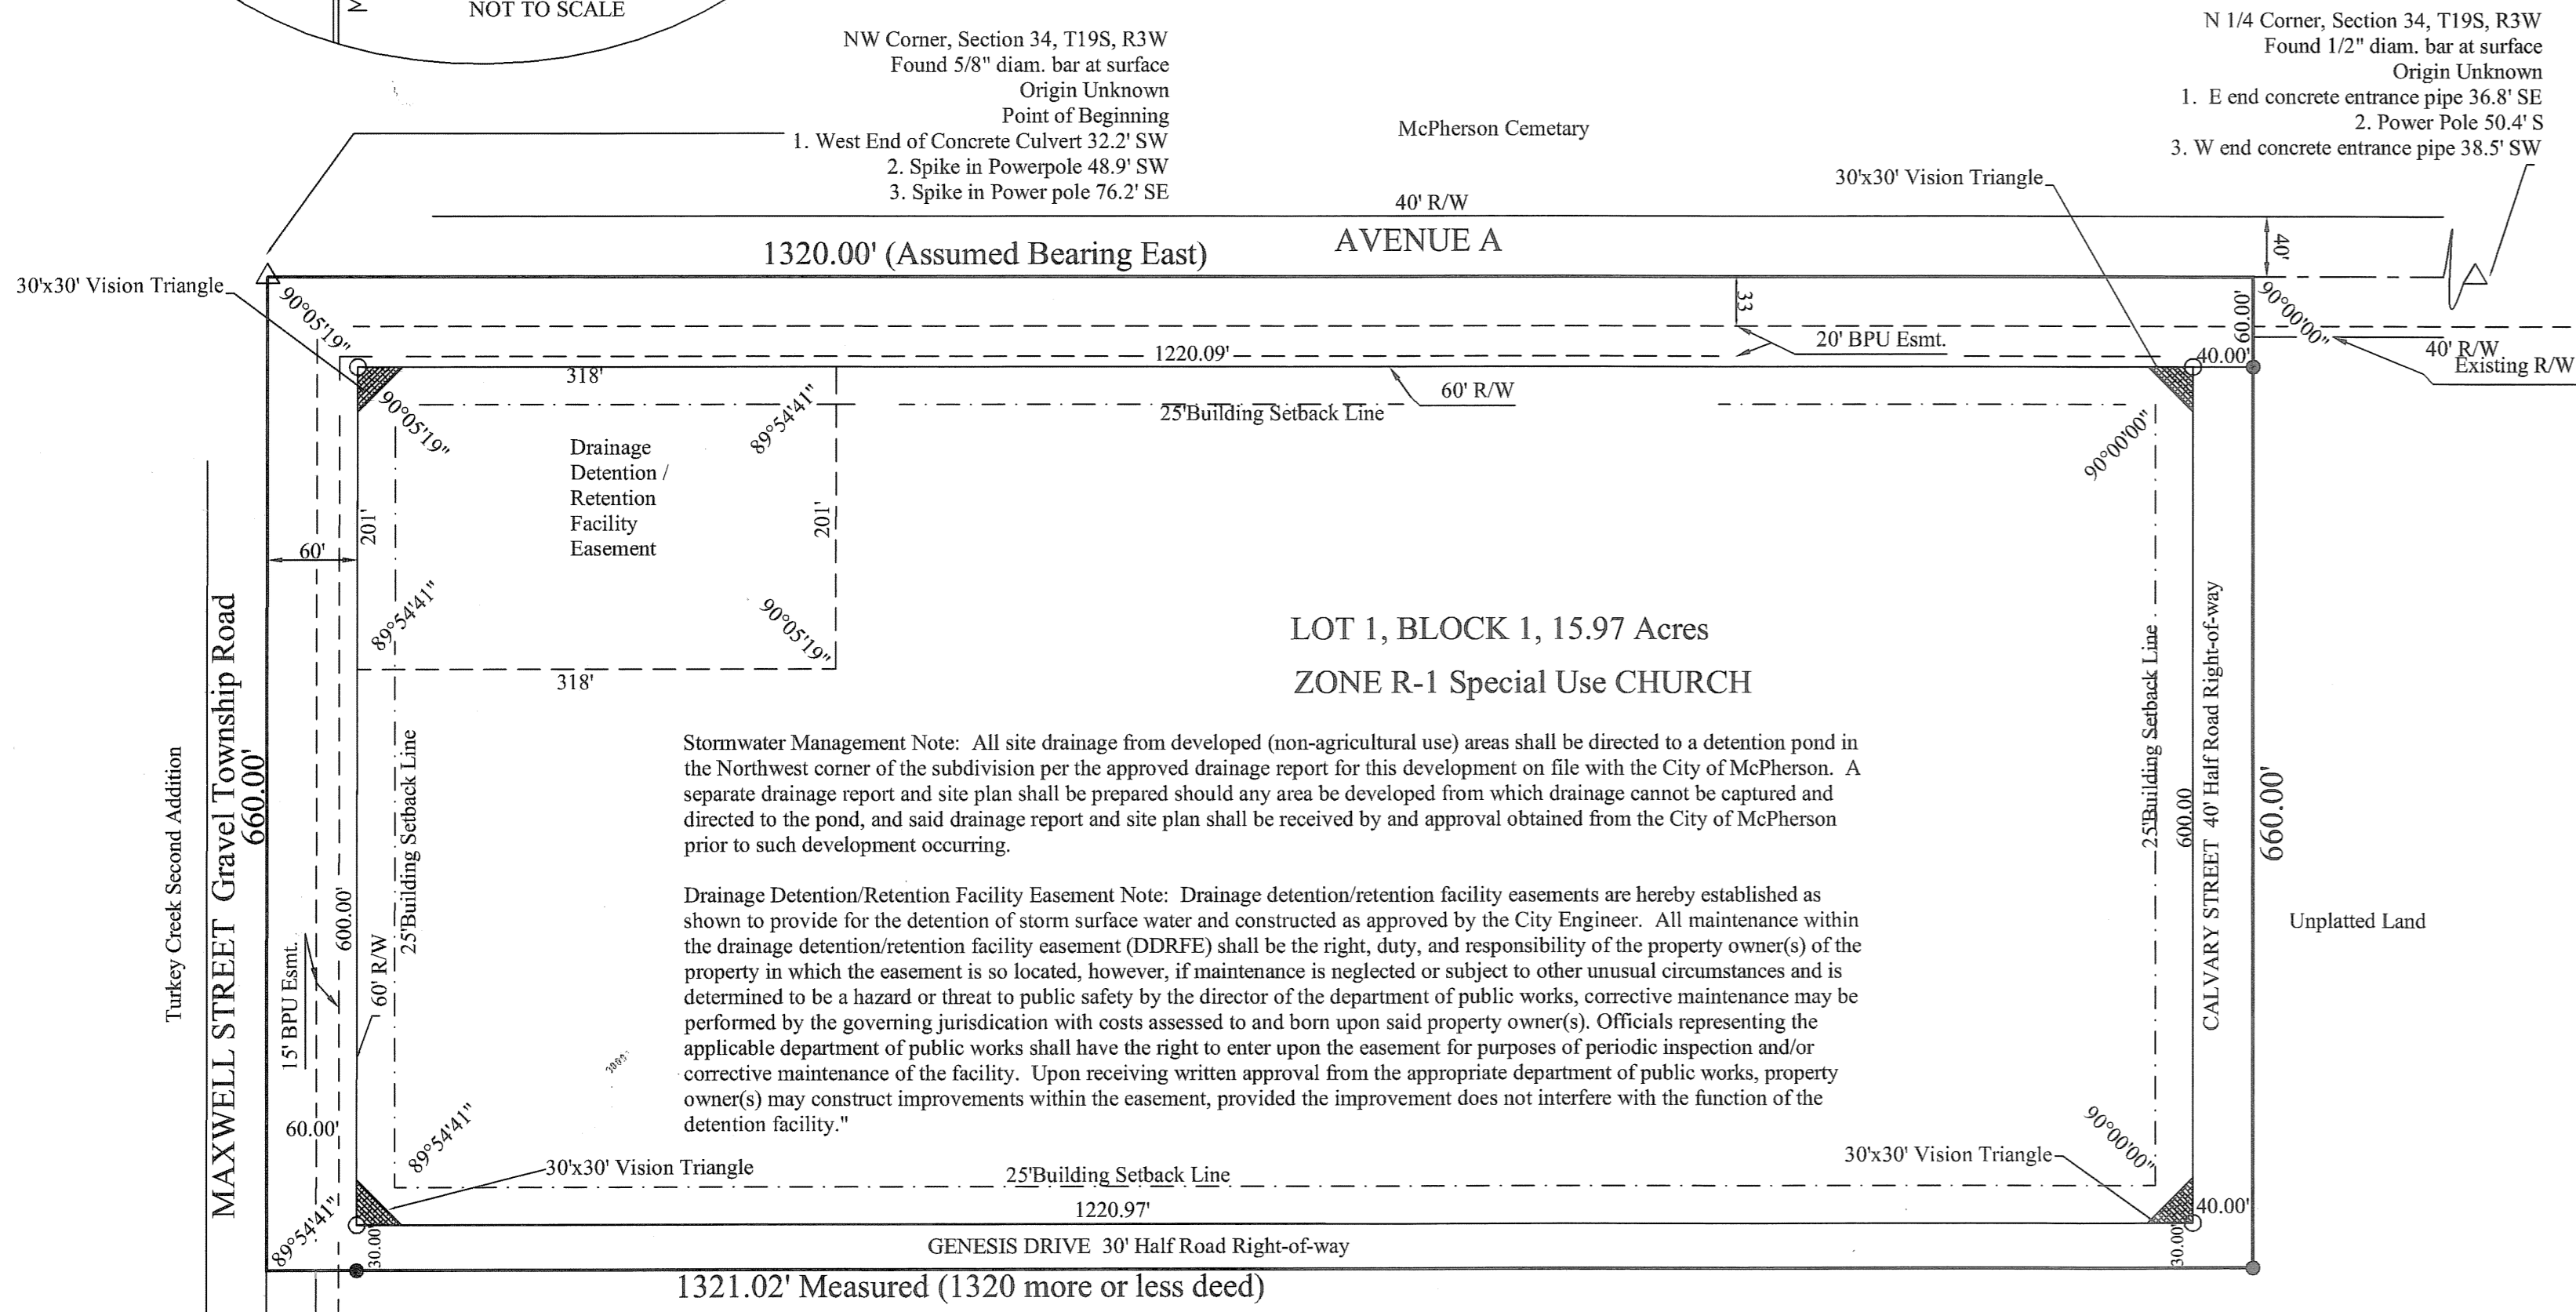 NOT TO SCALE
NW Corner, Section 34, T19S, R3W
Found 5/8" diam. bar at surface
Origin Unknown
Point of Beginning
1. West End of Concrete Culvert 32.2' SW
2. Spike in Powerpole 48.9' SW
3. Spike in Power pole 76.2' SE
McPherson Cemetary
N 1/4 Corner, Section 34, T19S, R3W
Found 1/2" diam. bar at surface
Origin Unknown
1. E end concrete entrance pipe 36.8' SE
2. Power Pole 50.4' S
3. W end concrete entrance pipe 38.5' SW
30'x30' Vision Triangle
40' R/W
1320.00' (Assumed Bearing East)
AVENUE A
40'
30'x30' Vision Triangle
90°05'19"
33
60.00'
90°00'00"
20' BPU Esmt.
1220.09'
40.00'
40' R/W
Existing R/W
318'
60' R/W
25'Building Setback Line
90°05'19"
89°54'41"
90°00'00"
Drainage
Detention /
Retention
Facility
Easement
201'
201'
60'
89°54'41"
90°05'19"
318'
LOT 1, BLOCK 1, 15.97 Acres
ZONE R-1 Special Use CHURCH
Turkey Creek Second Addition
MAXWELL STREET Gravel Township Road
660.00'
15' BPU Esmt.
600.00'
60' R/W
25'Building Setback Line
Stormwater Management Note: All site drainage from developed (non-agricultural use) areas shall be directed to a detention pond in
the Northwest corner of the subdivision per the approved drainage report for this development on file with the City of McPherson. A
separate drainage report and site plan shall be prepared should any area be developed from which drainage cannot be captured and
directed to the pond, and said drainage report and site plan shall be received by and approval obtained from the City of McPherson
prior to such development occurring.
Drainage Detention/Retention Facility Easement Note: Drainage detention/retention facility easements are hereby established as
shown to provide for the detention of storm surface water and constructed as approved by the City Engineer. All maintenance within
the drainage detention/retention facility easement (DDRFE) shall be the right, duty, and responsibility of the property owner(s) of the
property in which the easement is so located, however, if maintenance is neglected or subject to other unusual circumstances and is
determined to be a hazard or threat to public safety by the director of the department of public works, corrective maintenance may be
performed by the governing jurisdication with costs assessed to and born upon said property owner(s). Officials representing the
applicable department of public works shall have the right to enter upon the easement for purposes of periodic inspection and/or
corrective maintenance of the facility. Upon receiving written approval from the appropriate department of public works, property
owner(s) may construct improvements within the easement, provided the improvement does not interfere with the function of the
detention facility."
25'Building Setback Line
600.00
CALVARY STREET 40' Half Road Right-of-way
660.00'
Unplatted Land
60.00'
89°54'41"
30'x30' Vision Triangle
25'Building Setback Line
30'x30' Vision Triangle
90°00'00"
1220.97'
40.00'
89°54'41"
30.00'
GENESIS DRIVE 30' Half Road Right-of-way
30.00'
1321.02' Measured (1320 more or less deed)